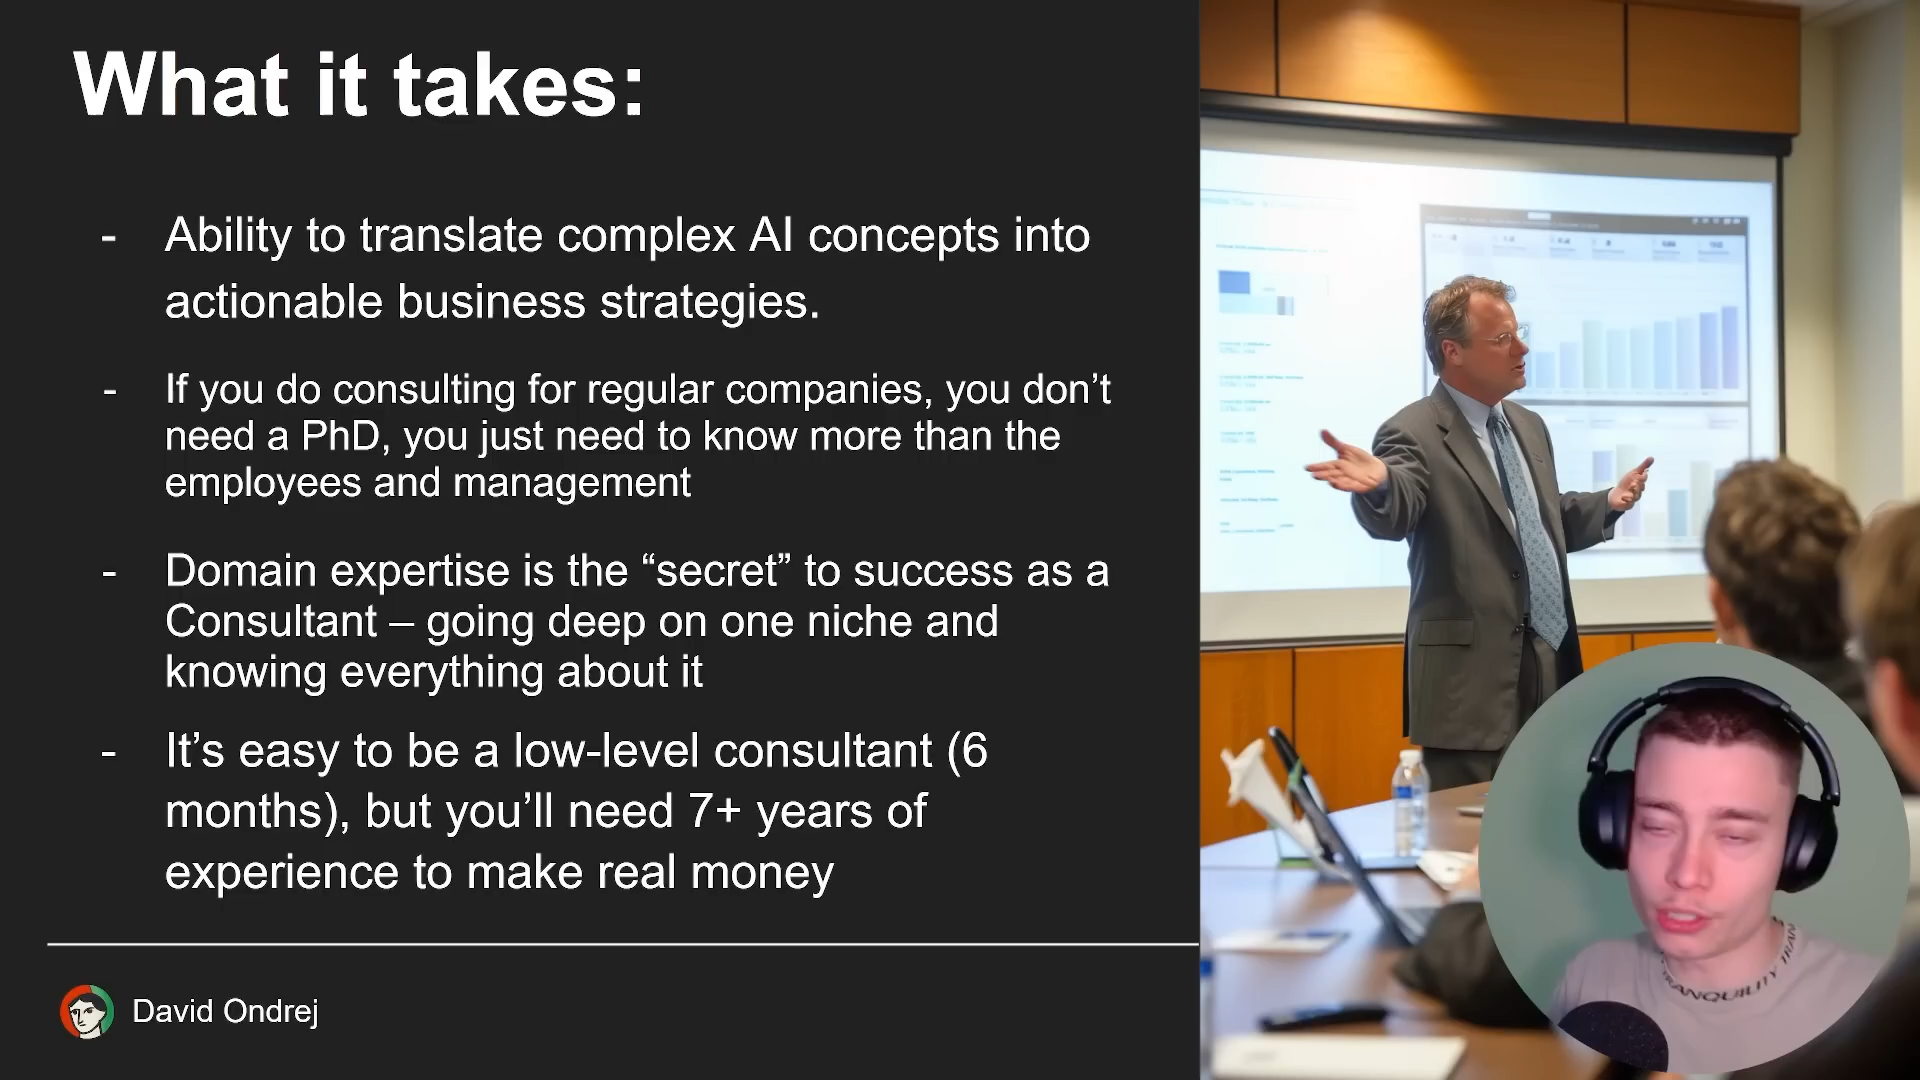 What it takes:
- Ability to translate complex AI concepts into
actionable business strategies.
- If you do consulting for regular companies, you don’t
need a PhD, you just need to know more than the
employees and management
- Domain expertise is the “secret” to success as a
Consultant – going deep on one niche and
knowing everything about it
- It’s easy to be a low-level consultant (6
months), but you’ll need 7+ years of
experience to make real money
David Ondrej